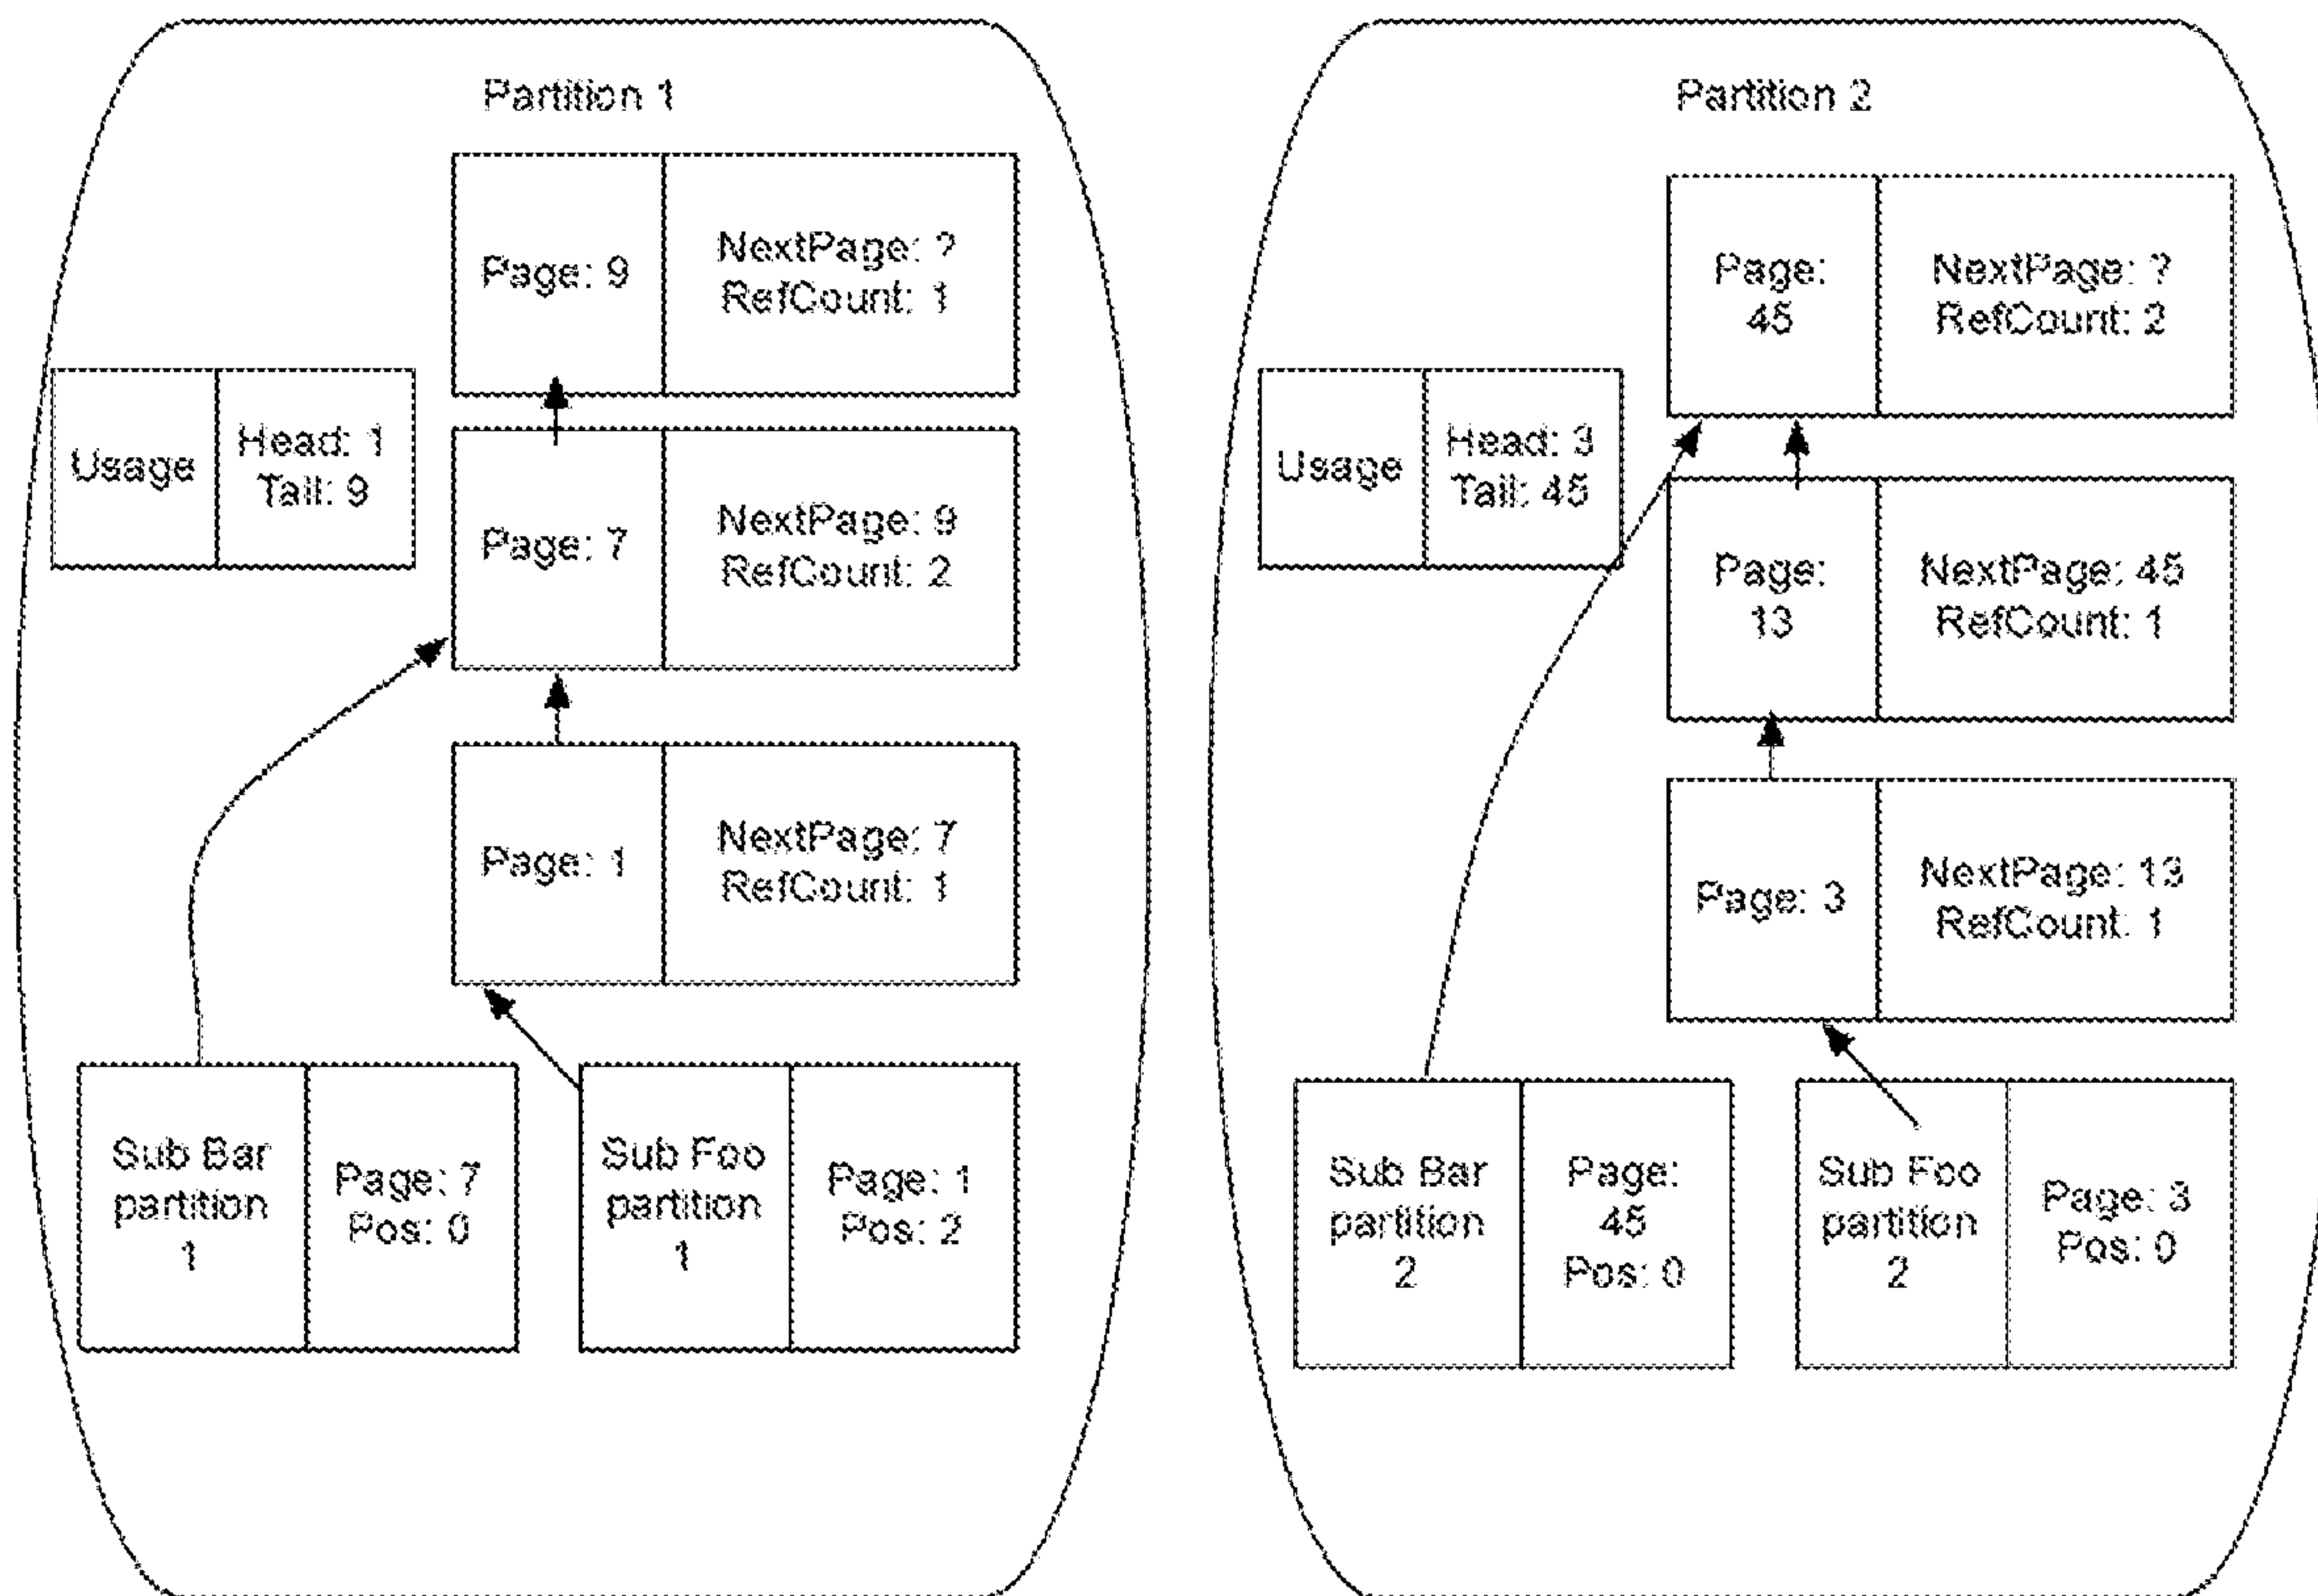 Partition 1
Page: 9
NextPage: ?
RefCount: 1
Usage
Head: 1
Tail: 9
Page: 7
NextPage: 9
RefCount: 2
Page: 1
NextPage: 7
RefCount: 1
Sub Bar
partition
1
Page: 7
Pos: 0
Sub Foo
partition
1
Page: 1
Pos: 2
Partition 2
Page:
45
NextPage: ?
RefCount: 2
Usage
Head: 3
Tail: 45
Page:
13
NextPage: 45
RefCount: 1
Page: 3
NextPage: 13
RefCount: 1
Sub Bar
partition
2
Page:
45
Pos: 0
Sub Foo
partition
2
Page: 3
Pos: 0